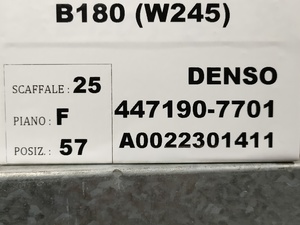 B180 (W245)
SCAFFALE : 25
PIANO : F
POSIZ. : 57
DENSO
447190-7701
A0022301411